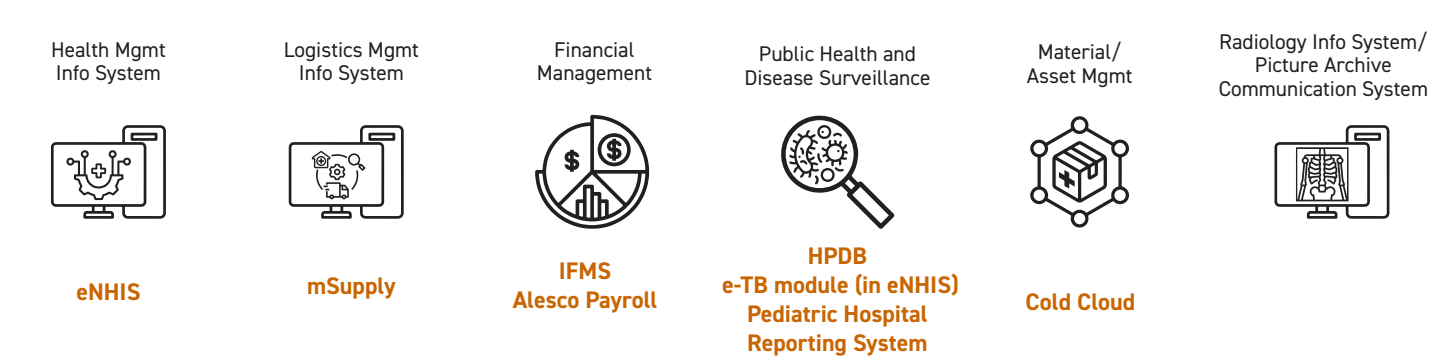 Health Mgmt
Info System
Logistics Mgmt
Info System
Financial
Management
Public Health and
Disease Surveillance
Material/
Asset Mgmt
Radiology Info System/
Picture Archive
Communication System
$
$
eNHIS
mSupply
IFMS
Alesco Payroll
HPDB
e-TB module (in eNHIS)
Pediatric Hospital
Reporting System
Cold Cloud